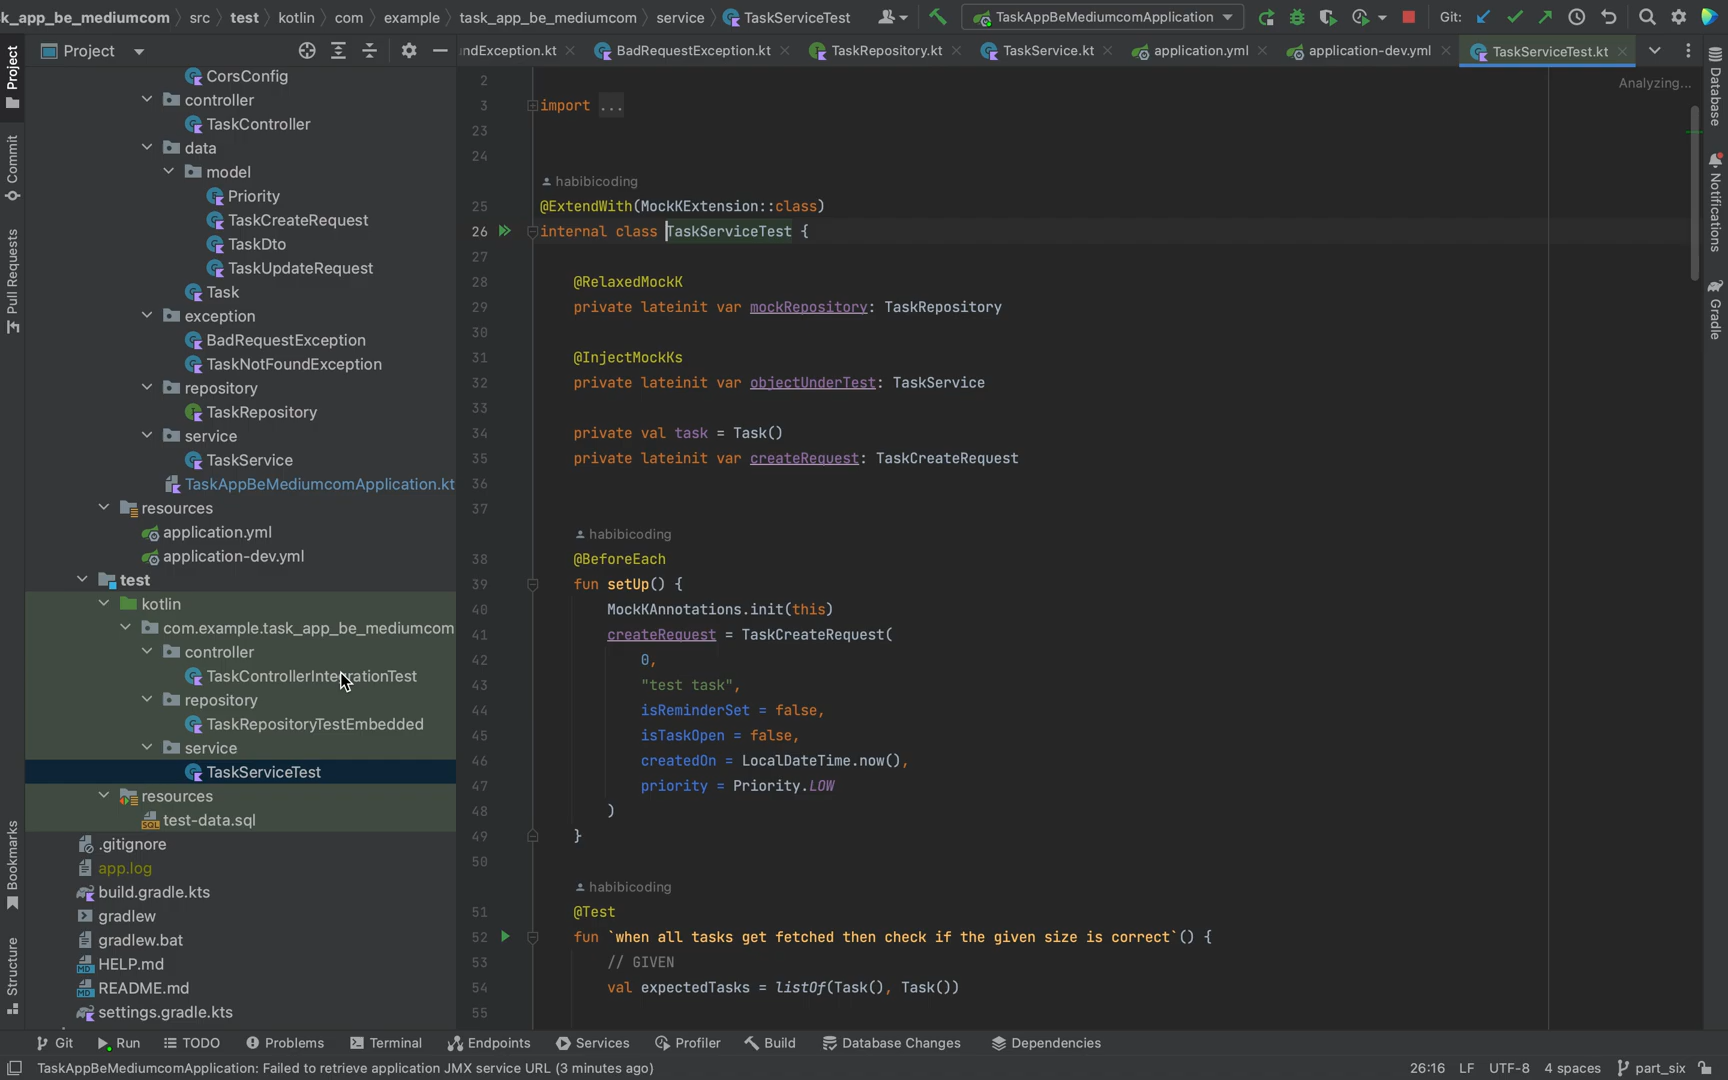 k_app_be_mediumcom src test kotlin com example task_app_be_mediumcom service TaskServiceTest TaskAppBeMediumcomApplication Git:
Project
ndException.kt BadRequestException.kt TaskRepository.kt TaskService.kt application.yml application-dev.yml TaskServiceTest.kt
Project
Commit
Pull Requests
Bookmarks
Structure
CorsConfig
controller
TaskController
data
model
Priority
TaskCreateRequest
TaskDto
TaskUpdateRequest
Task
exception
BadRequestException
TaskNotFoundException
repository
TaskRepository
service
TaskService
TaskAppBeMediumcomApplication.kt
resources
application.yml
application-dev.yml
test
kotlin
com.example.task_app_be_mediumcom
controller
TaskControllerIntegrationTest
repository
TaskRepositoryTestEmbedded
service
TaskServiceTest
resources
test-data.sql
.gitignore
app.log
build.gradle.kts
gradlew
gradlew.bat
HELP.md
README.md
settings.gradle.kts
Analyzing...
2
3 import ...
23
24
habibicoding
25 @ExtendWith(MockKExtension::class)
26 internal class TaskServiceTest {
27
28 @RelaxedMockK
29 private lateinit var mockRepository: TaskRepository
30
31 @InjectMockKs
32 private lateinit var objectUnderTest: TaskService
33
34 private val task = Task()
35 private lateinit var createRequest: TaskCreateRequest
36
37
habibicoding
38 @BeforeEach
39 fun setUp() {
40 MockKAnnotations.init(this)
41 createRequest = TaskCreateRequest(
42 0,
43 "test task",
44 isReminderSet = false,
45 isTaskOpen = false,
46 createdOn = LocalDateTime.now(),
47 priority = Priority.LOW
48 )
49 }
50
habibicoding
51 @Test
52 fun `when all tasks get fetched then check if the given size is correct`() {
53 // GIVEN
54 val expectedTasks = listOf(Task(), Task())
55
Database
Notifications
Gradle
Git Run TODO Problems Terminal Endpoints Services Profiler Build Database Changes Dependencies
TaskAppBeMediumcomApplication: Failed to retrieve application JMX service URL (3 minutes ago) 26:16 LF UTF-8 4 spaces part_six